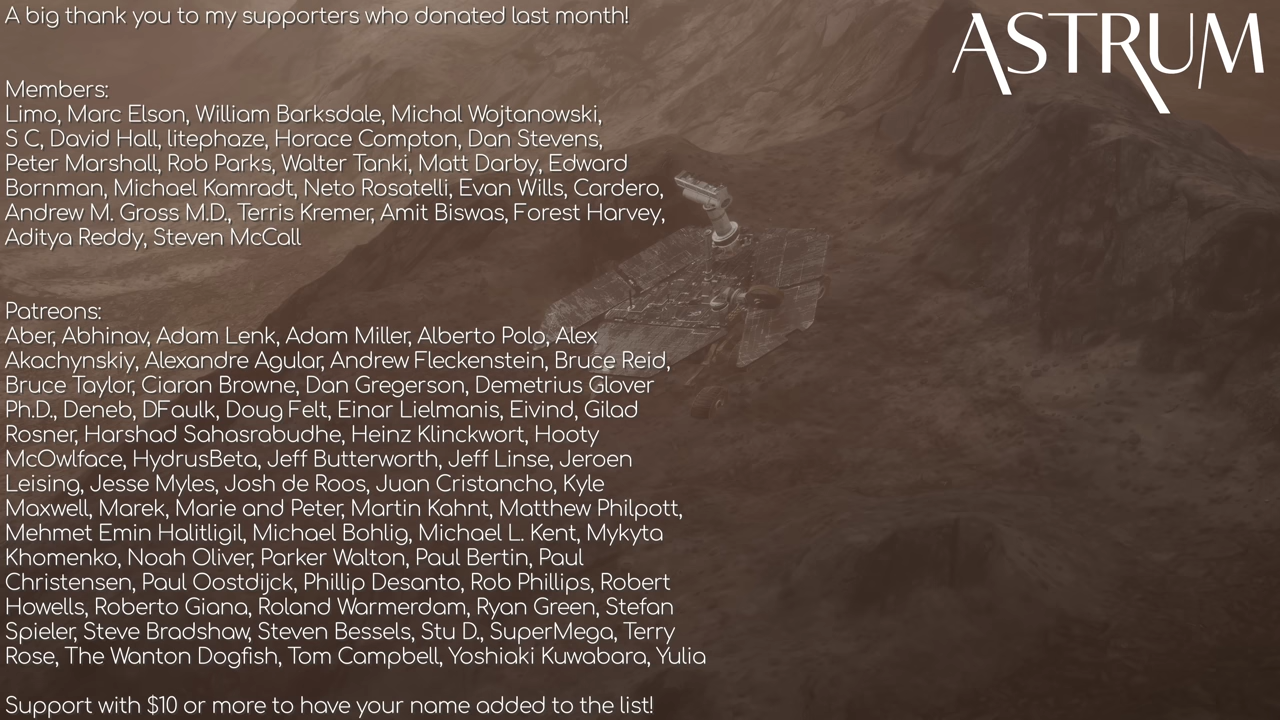 A big thank you to my supporters who donated last month!
ASTRUM
Members:
Limo, Marc Elson, William Barksdale, Michal Wojtanowski,
S C, David Hall, litephaze, Horace Compton, Dan Stevens,
Peter Marshall, Rob Parks, Walter Tanki, Matt Darby, Edward
Bornman, Michael Kamradt, Neto Rosatelli, Evan Wills, Cardero,
Andrew M. Gross M.D., Terris Kremer, Amit Biswas, Forest Harvey,
Aditya Reddy, Steven McCall
Patreons:
Aber, Abhinav, Adam Lenk, Adam Miller, Alberto Polo, Alex
Akachynskiy, Alexandre Agular, Andrew Fleckenstein, Bruce Reid,
Bruce Taylor, Ciaran Browne, Dan Gregerson, Demetrius Glover
Ph.D., Deneb, DFaulk, Doug Felt, Einar Lielmanis, Eivind, Gilad
Rosner, Harshad Sahasrabudhe, Heinz Klinckwort, Hooty
McOwlface, HydrusBeta, Jeff Butterworth, Jeff Linse, Jeroen
Leising, Jesse Myles, Josh de Roos, Juan Cristancho, Kyle
Maxwell, Marek, Marie and Peter, Martin Kahnt, Matthew Philpott,
Mehmet Emin Halitligil, Michael Bohlig, Michael L. Kent, Mykyta
Khomenko, Noah Oliver, Parker Walton, Paul Bertin, Paul
Christensen, Paul Oostdijck, Phillip Desanto, Rob Phillips, Robert
Howells, Roberto Giana, Roland Warmerdam, Ryan Green, Stefan
Spieler, Steve Bradshaw, Steven Bessels, Stu D., SuperMega, Terry
Rose, The Wanton Dogfish, Tom Campbell, Yoshiaki Kuwabara, Yulia
Support with $10 or more to have your name added to the list!